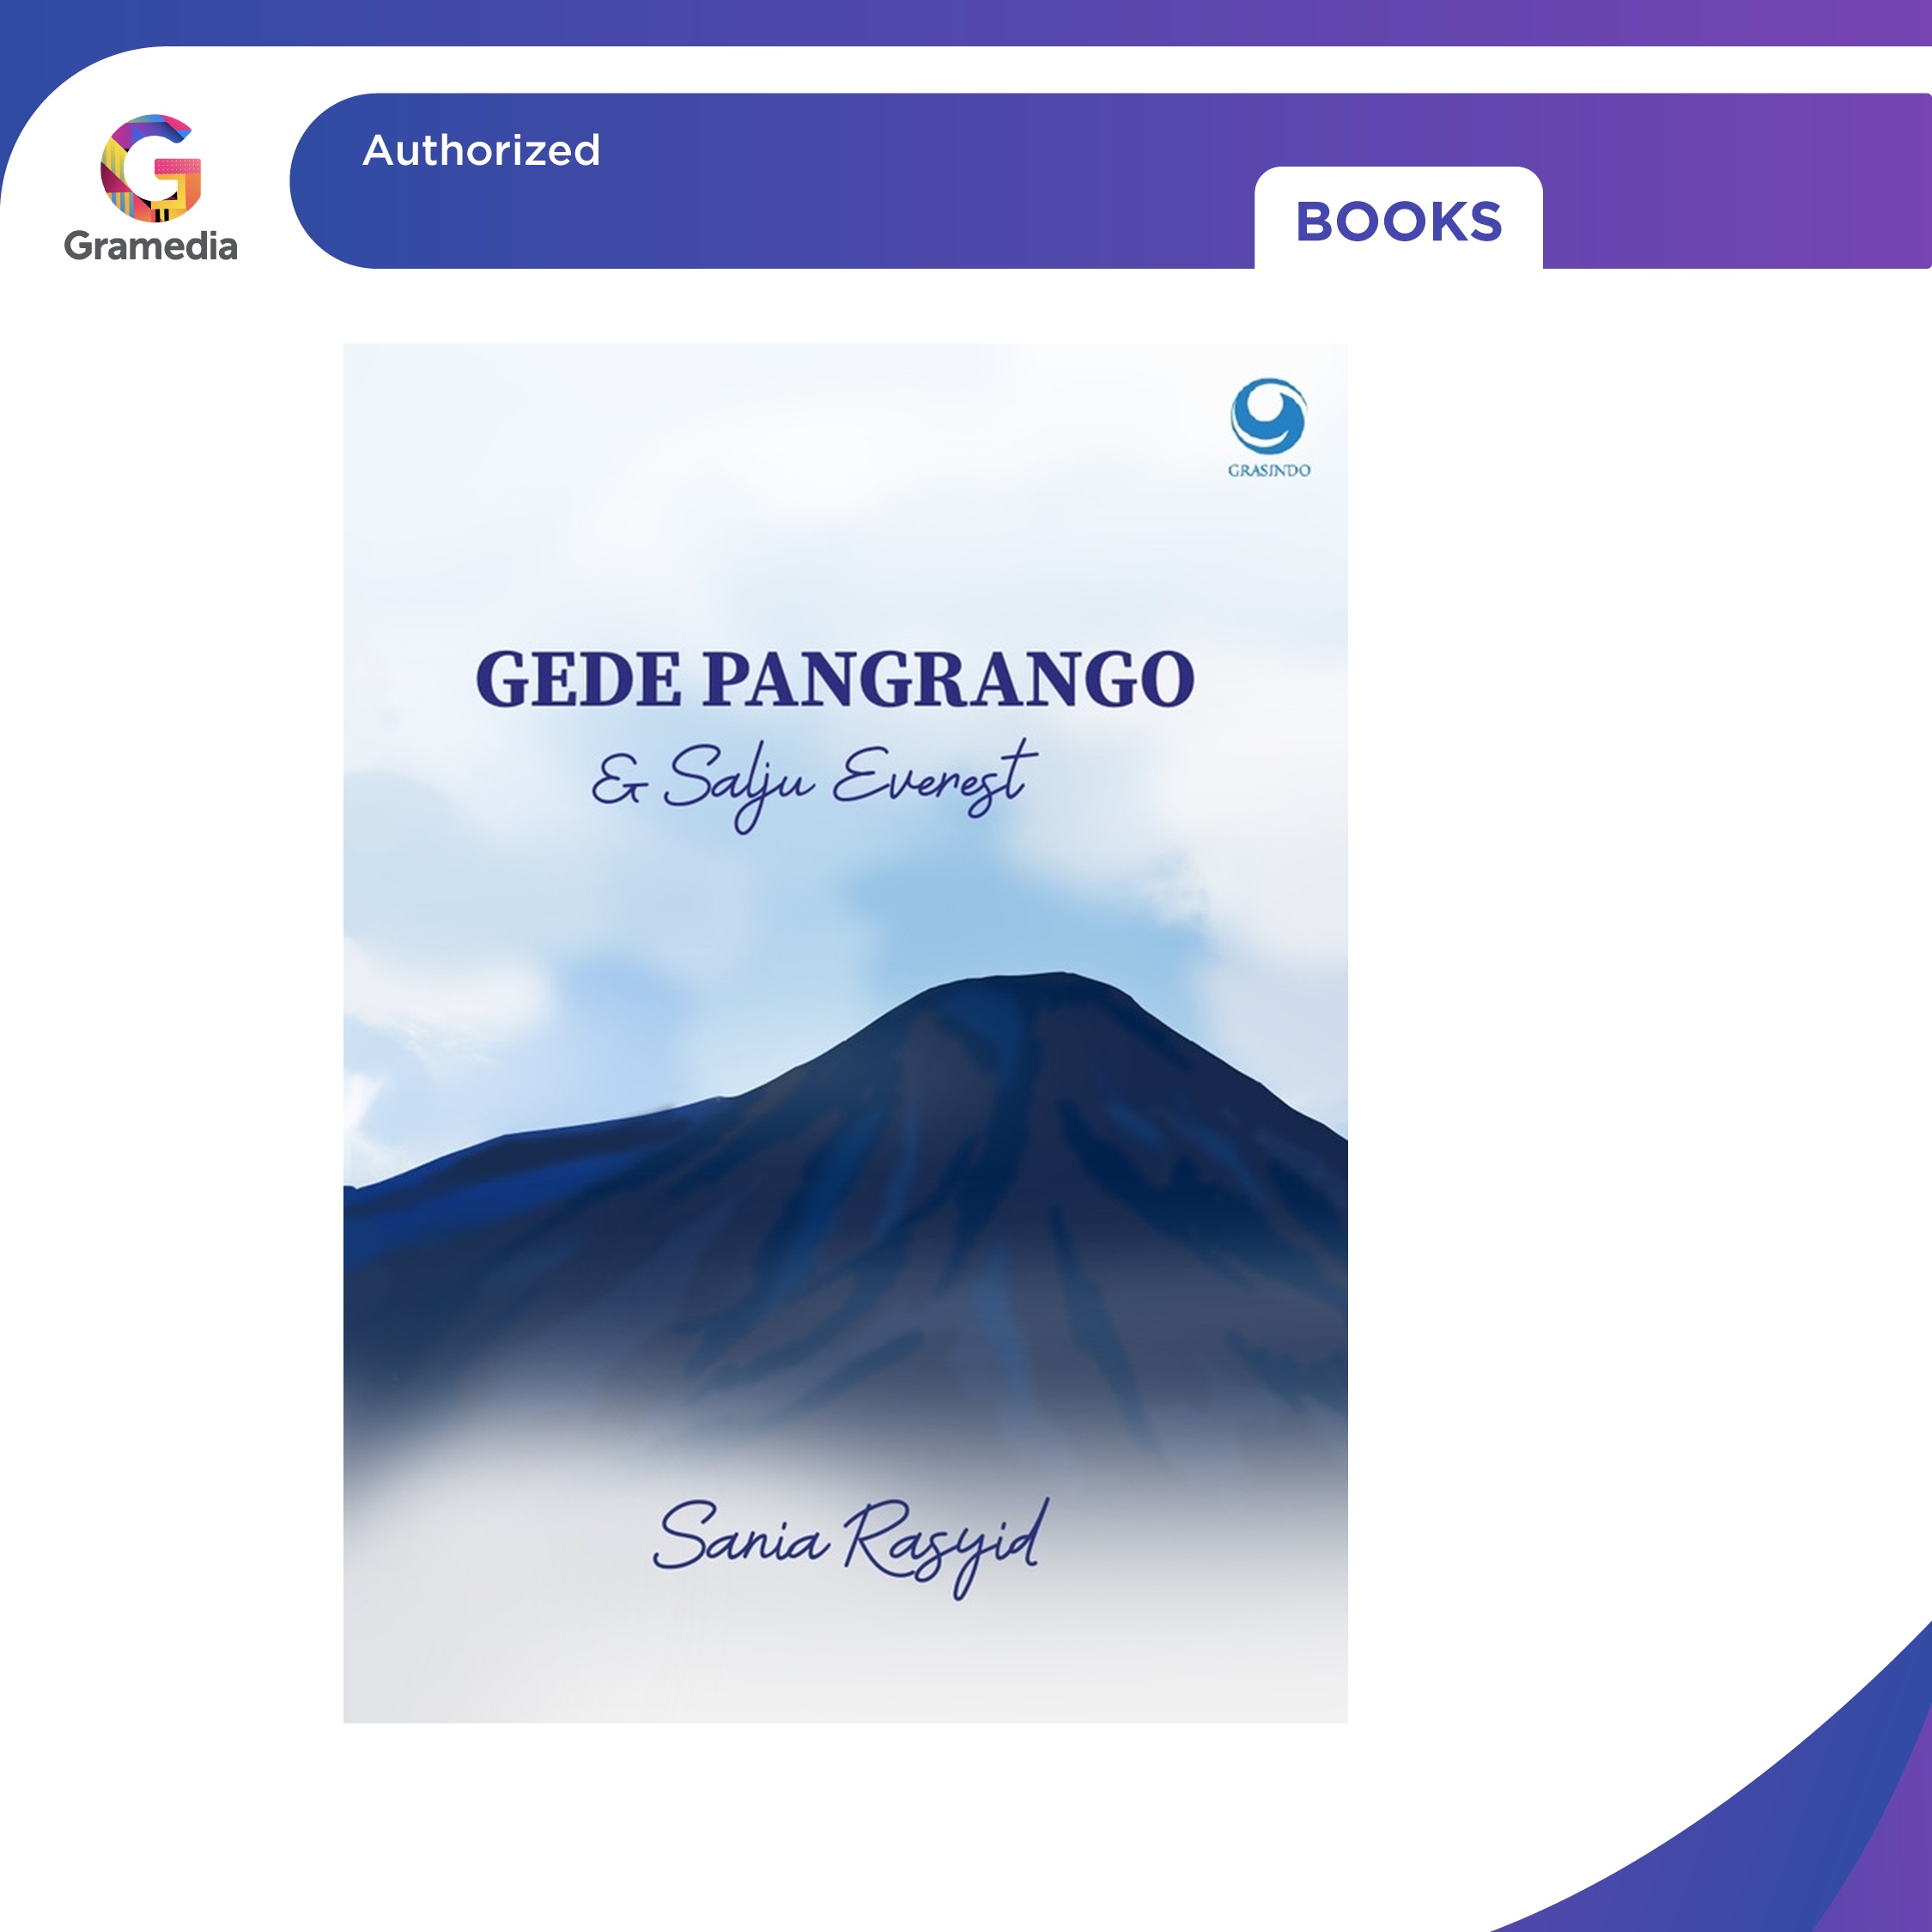 Gramedia
Authorized
BOOKS
GRASINDO
GEDE PANGRANGO
& Salju Everest
Sania Rasyid